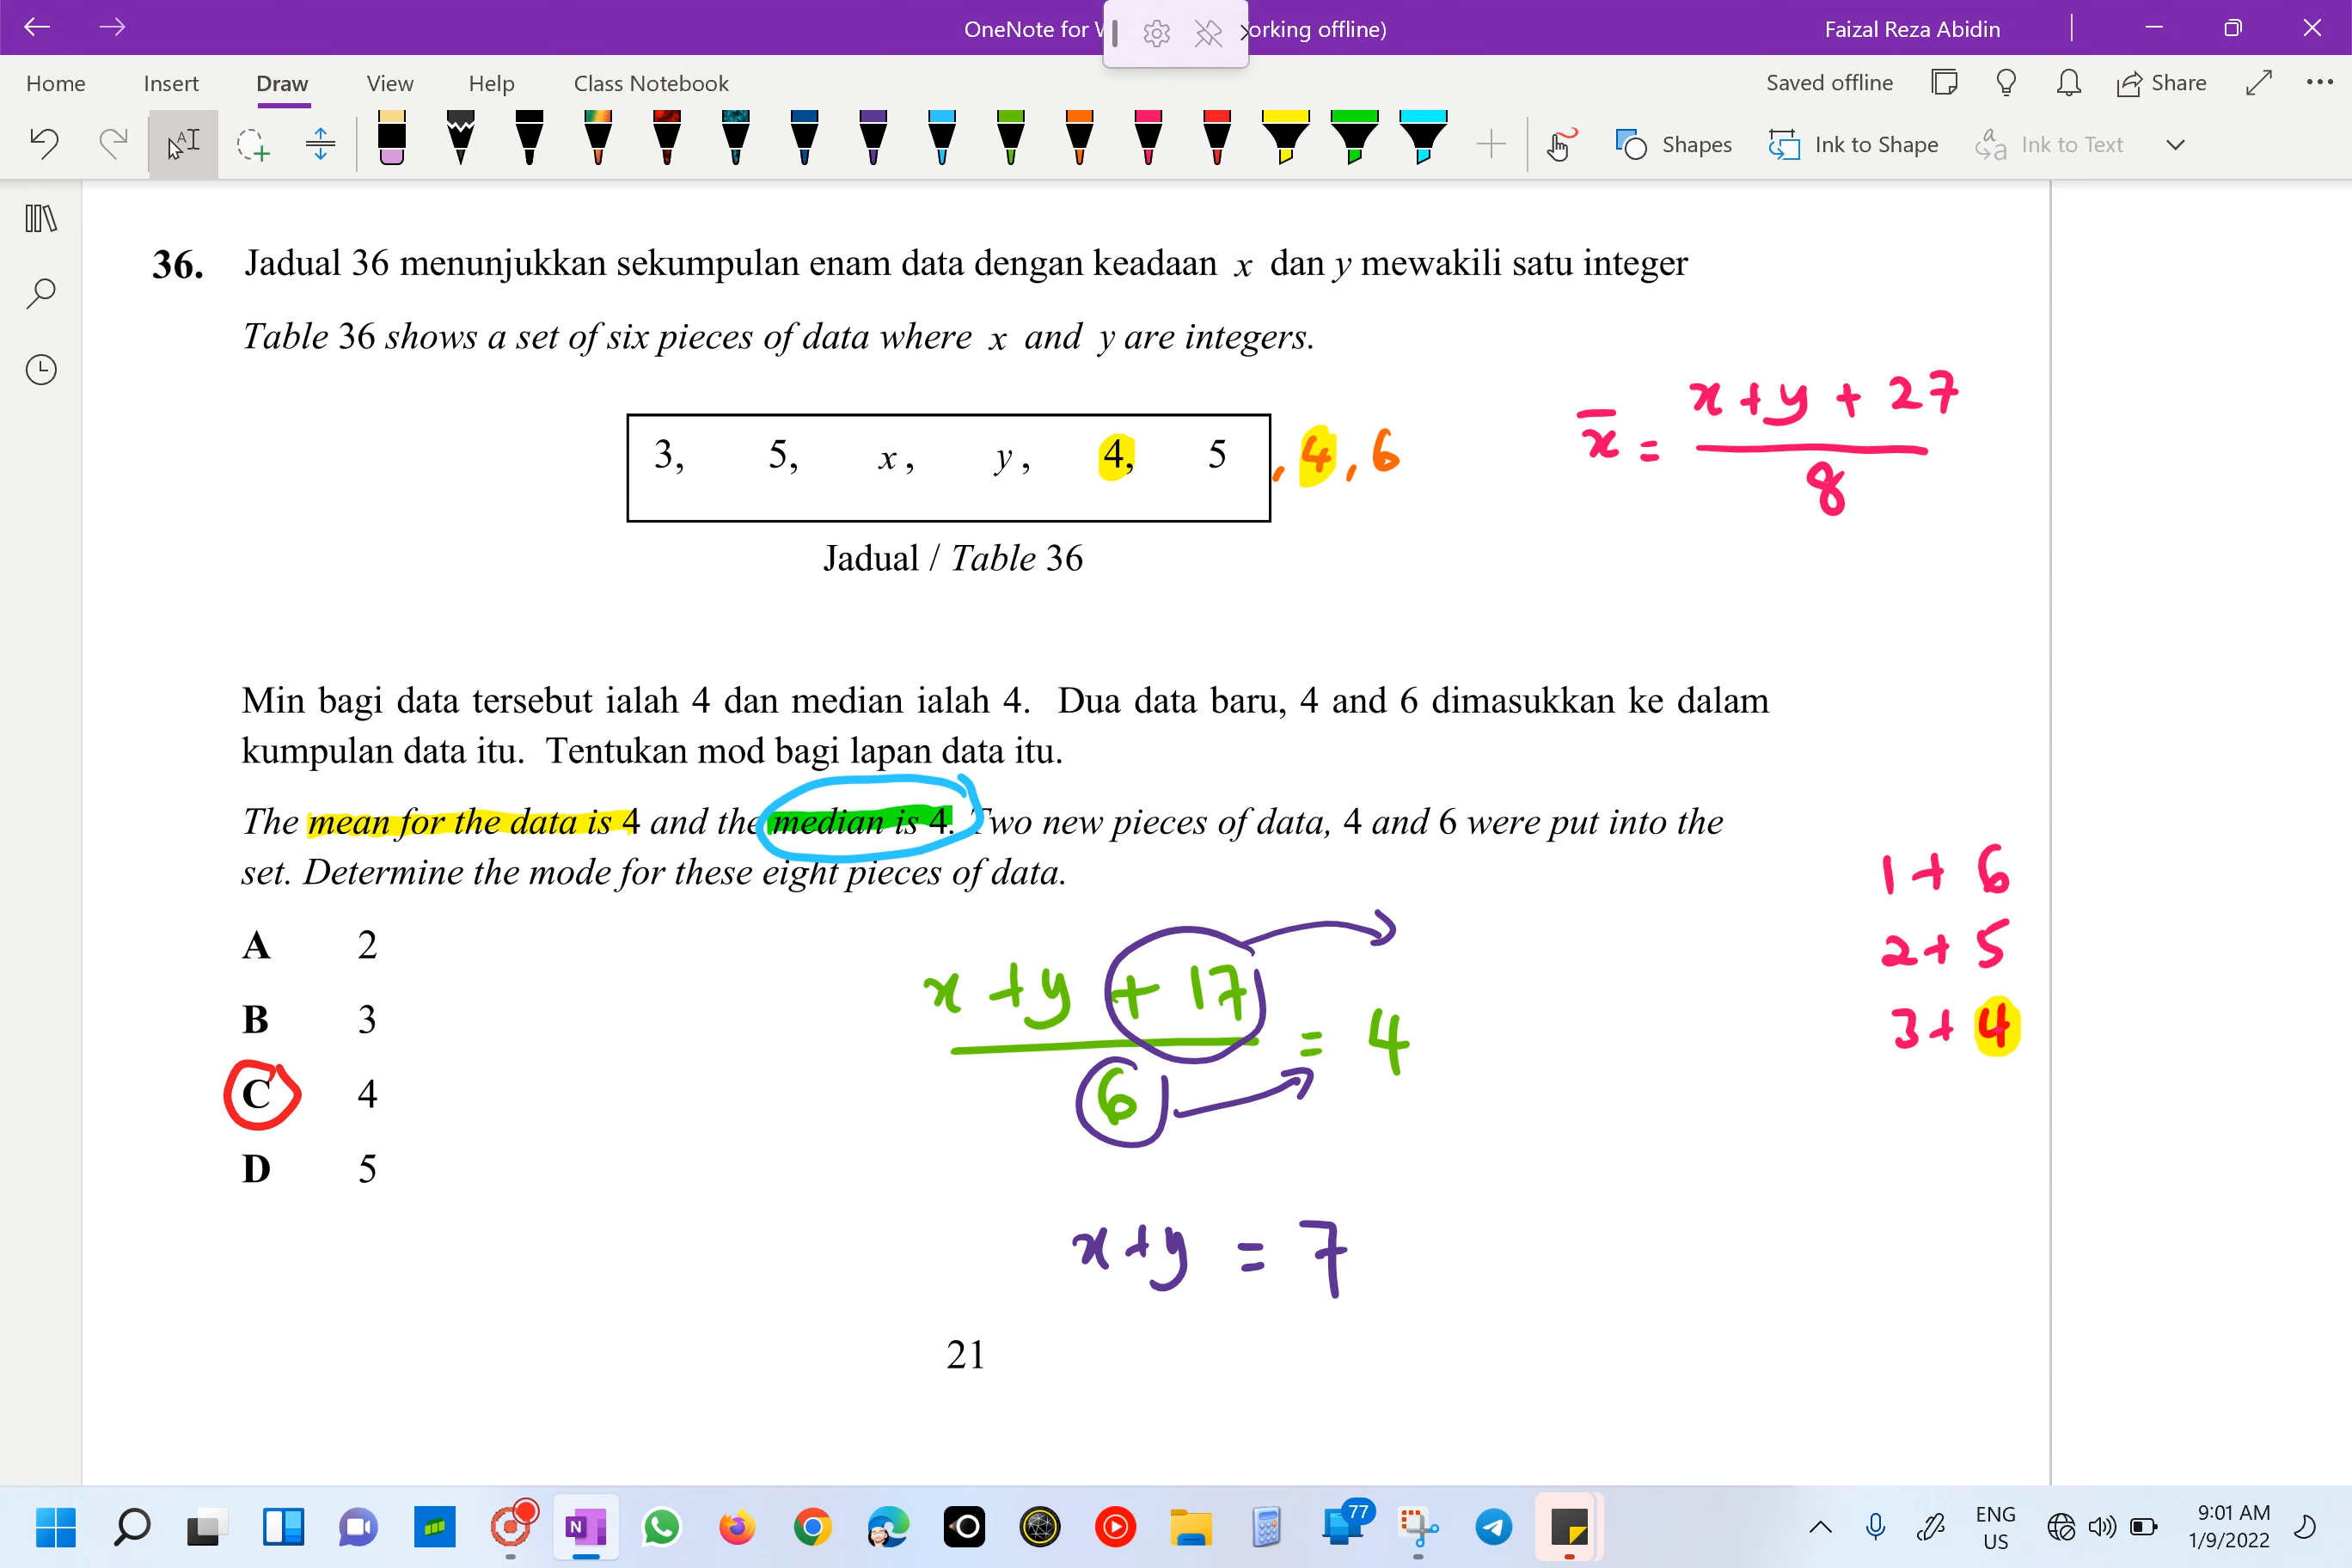 OneNote for W
orking offline)
Faizal Reza Abidin
Home Insert Draw View Help Class Notebook
Saved offline Share
Shapes Ink to Shape Ink to Text
36. Jadual 36 menunjukkan sekumpulan enam data dengan keadaan x dan y mewakili satu integer
Table 36 shows a set of six pieces of data where x and y are integers.
3, 5, x, y, 4, 5 , 4, 6
x̄ = (x + y + 27) / 8
Jadual / Table 36
Min bagi data tersebut ialah 4 dan median ialah 4. Dua data baru, 4 and 6 dimasukkan ke dalam
kumpulan data itu. Tentukan mod bagi lapan data itu.
The mean for the data is 4 and the median is 4. Two new pieces of data, 4 and 6 were put into the
set. Determine the mode for these eight pieces of data.
1 + 6
2 + 5
3 + 4
A 2
B 3
C 4
D 5
(x + y + 17) / 6 = 4
x + y = 7
21
77
ENG
US
9:01 AM
1/9/2022